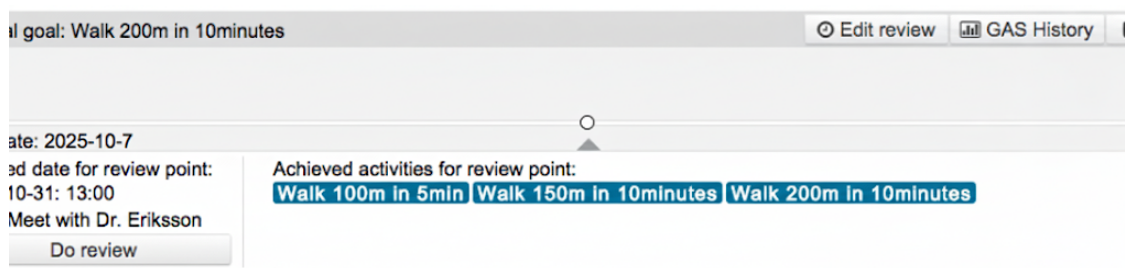 al goal: Walk 200m in 10minutes
Edit review
GAS History
ate: 2025-10-7
ed date for review point:
10-31: 13:00
Meet with Dr. Eriksson
Do review
Achieved activities for review point:
Walk 100m in 5min Walk 150m in 10minutes Walk 200m in 10minutes